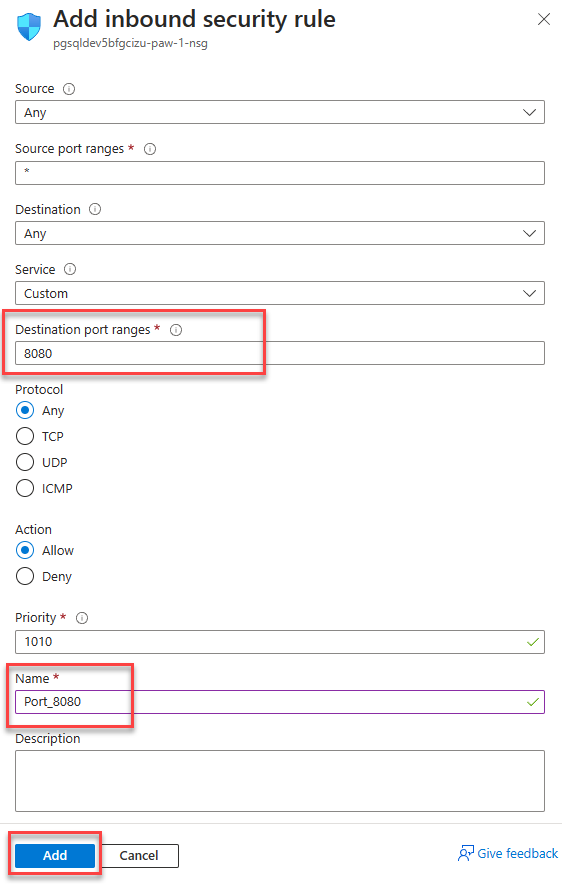 Add inbound security rule
pgsqldev5bfgcizu-paw-1-nsg
Source
Any
Source port ranges *
*
Destination
Any
Service
Custom
Destination port ranges *
8080
Protocol
Any
TCP
UDP
ICMP
Action
Allow
Deny
Priority *
1010
Name *
Port_8080
Description
Add Cancel Give feedback